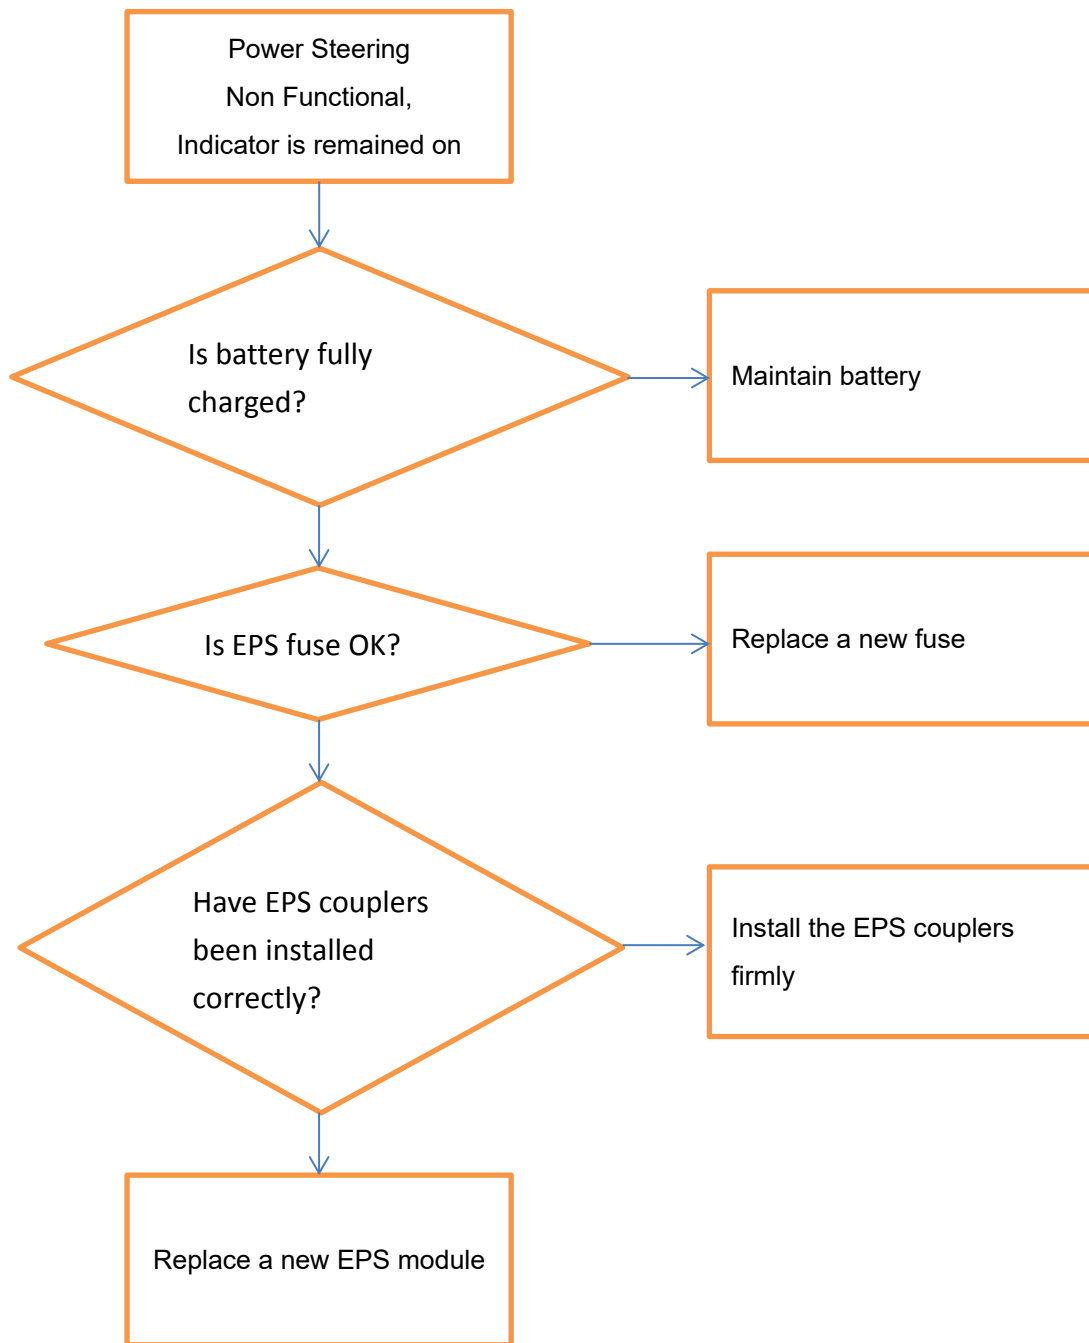 Power Steering
Non Functional,
Indicator is remained on
Is battery fully
charged?
Maintain battery
Is EPS fuse OK?
Replace a new fuse
Have EPS couplers
been installed
correctly?
Install the EPS couplers
firmly
Replace a new EPS module